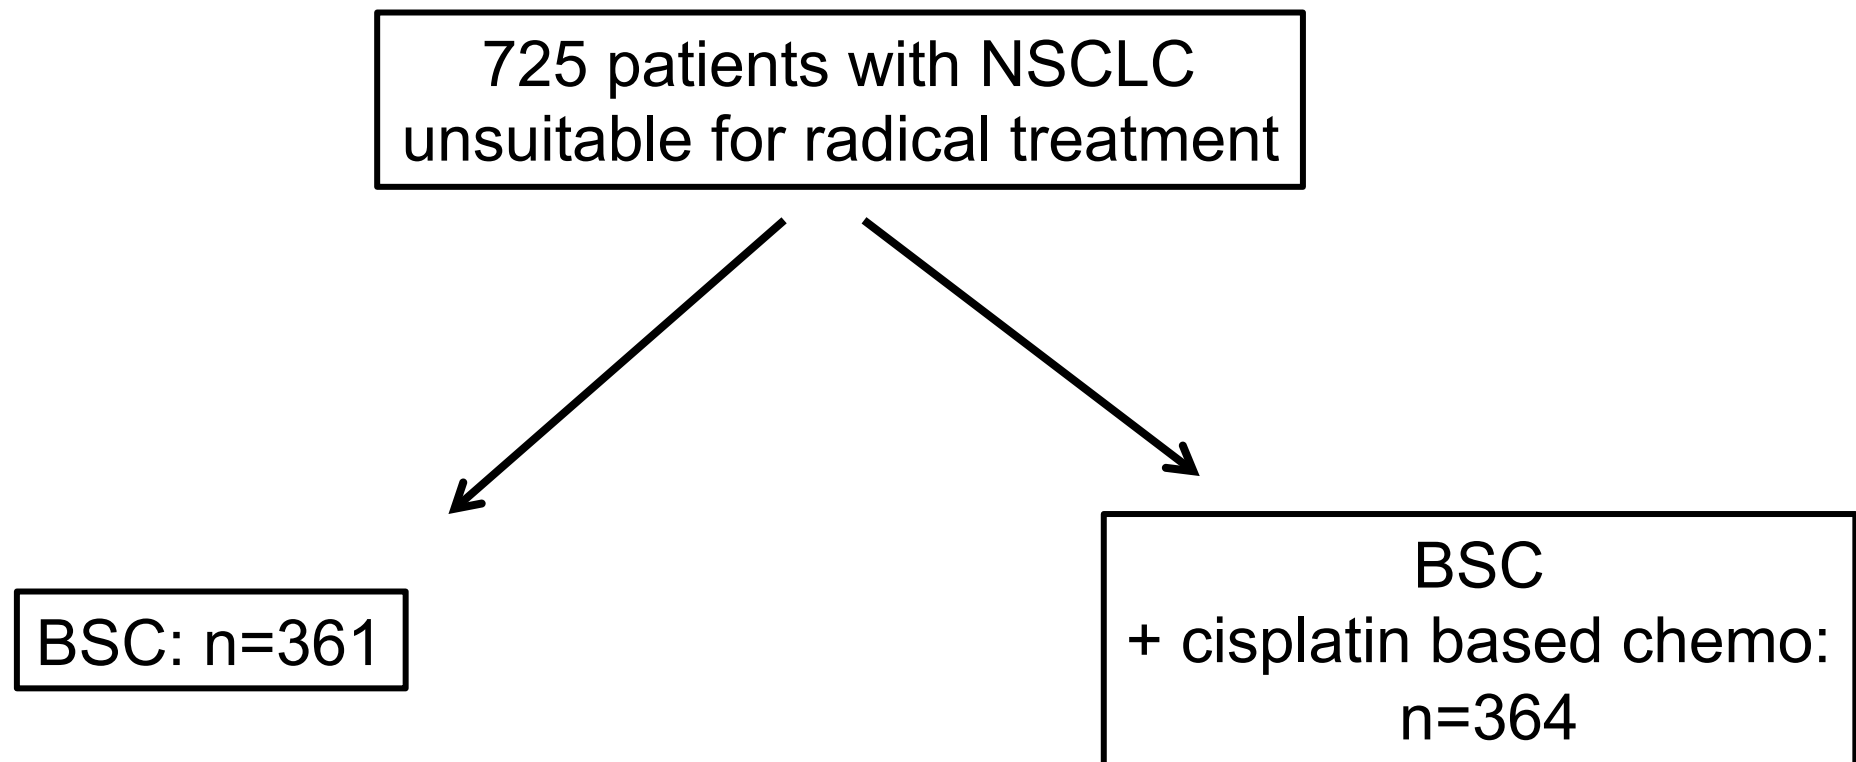 725 patients with NSCLC
unsuitable for radical treatment
BSC: n=361
BSC
+ cisplatin based chemo:
n=364